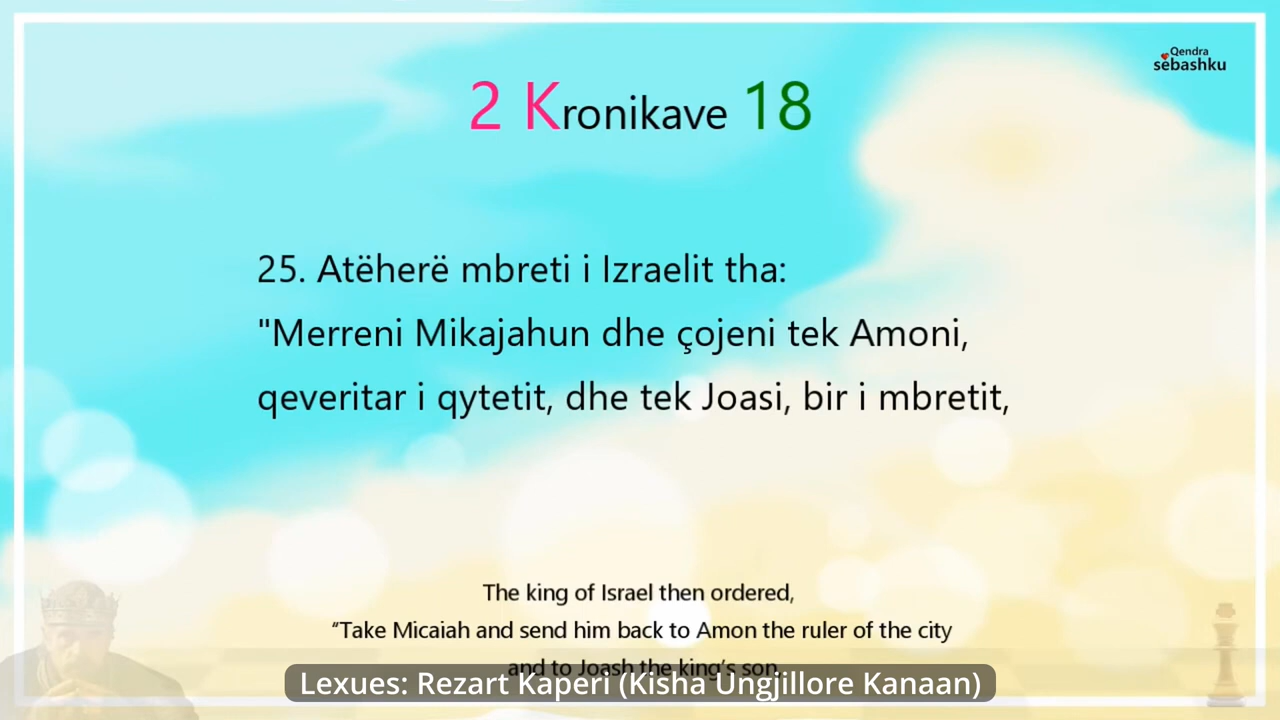 Qendra
sëbashku
2 Kronikave 18
25. Atëherë mbreti i Izraelit tha:
"Merreni Mikajahun dhe çojeni tek Amoni,
qeveritar i qytetit, dhe tek Joasi, bir i mbretit,
The king of Israel then ordered,
“Take Micaiah and send him back to Amon the ruler of the city
and to Joash the king’s son,
Lexues: Rezart Kaperi (Kisha Ungjillore Kanaan)